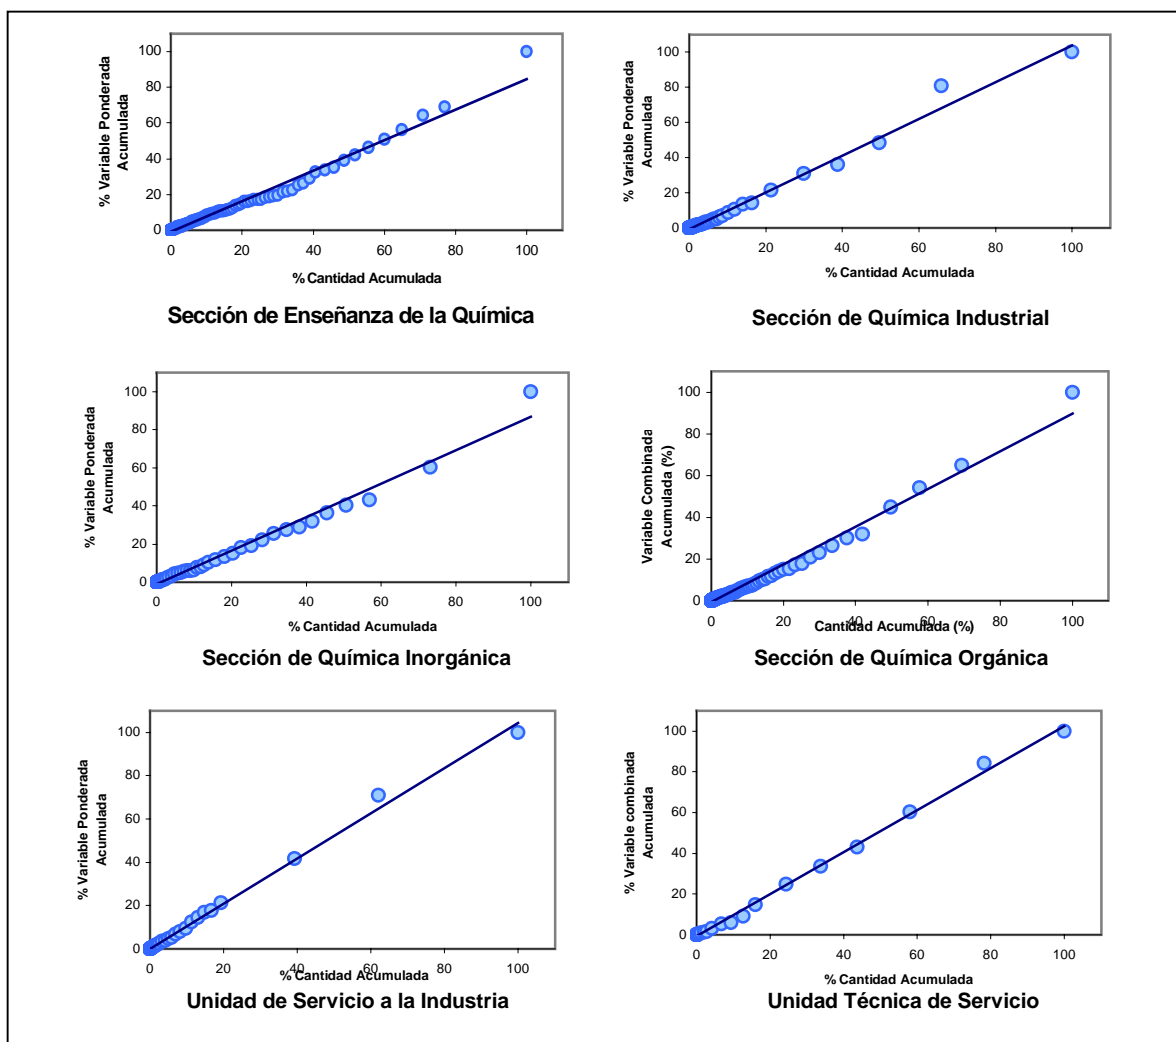 % Variable Ponderada
Acumulada
100
80
60
40
20
0
0 20 40 60 80 100
% Cantidad Acumulada
Sección de Enseñanza de la Química
% Variable Ponderada
Acumulada
100
80
60
40
20
0
0 20 40 60 80 100
% Cantidad Acumulada
Sección de Química Industrial
% Variable Ponderada
Acumulada
100
80
60
40
20
0
0 20 40 60 80 100
% Cantidad Acumulada
Sección de Química Inorgánica
Variable Combinada
Acumulada (%)
100
80
60
40
20
0
0 20 40 60 80 100
Cantidad Acumulada (%)
Sección de Química Orgánica
% Variable Ponderada
Acumulada
100
80
60
40
20
0
0 20 40 60 80 100
% Cantidad Acumulada
Unidad de Servicio a la Industria
% Variable combinada
Acumulada
100
80
60
40
20
0
0 20 40 60 80 100
% Cantidad Acumulada
Unidad Técnica de Servicio